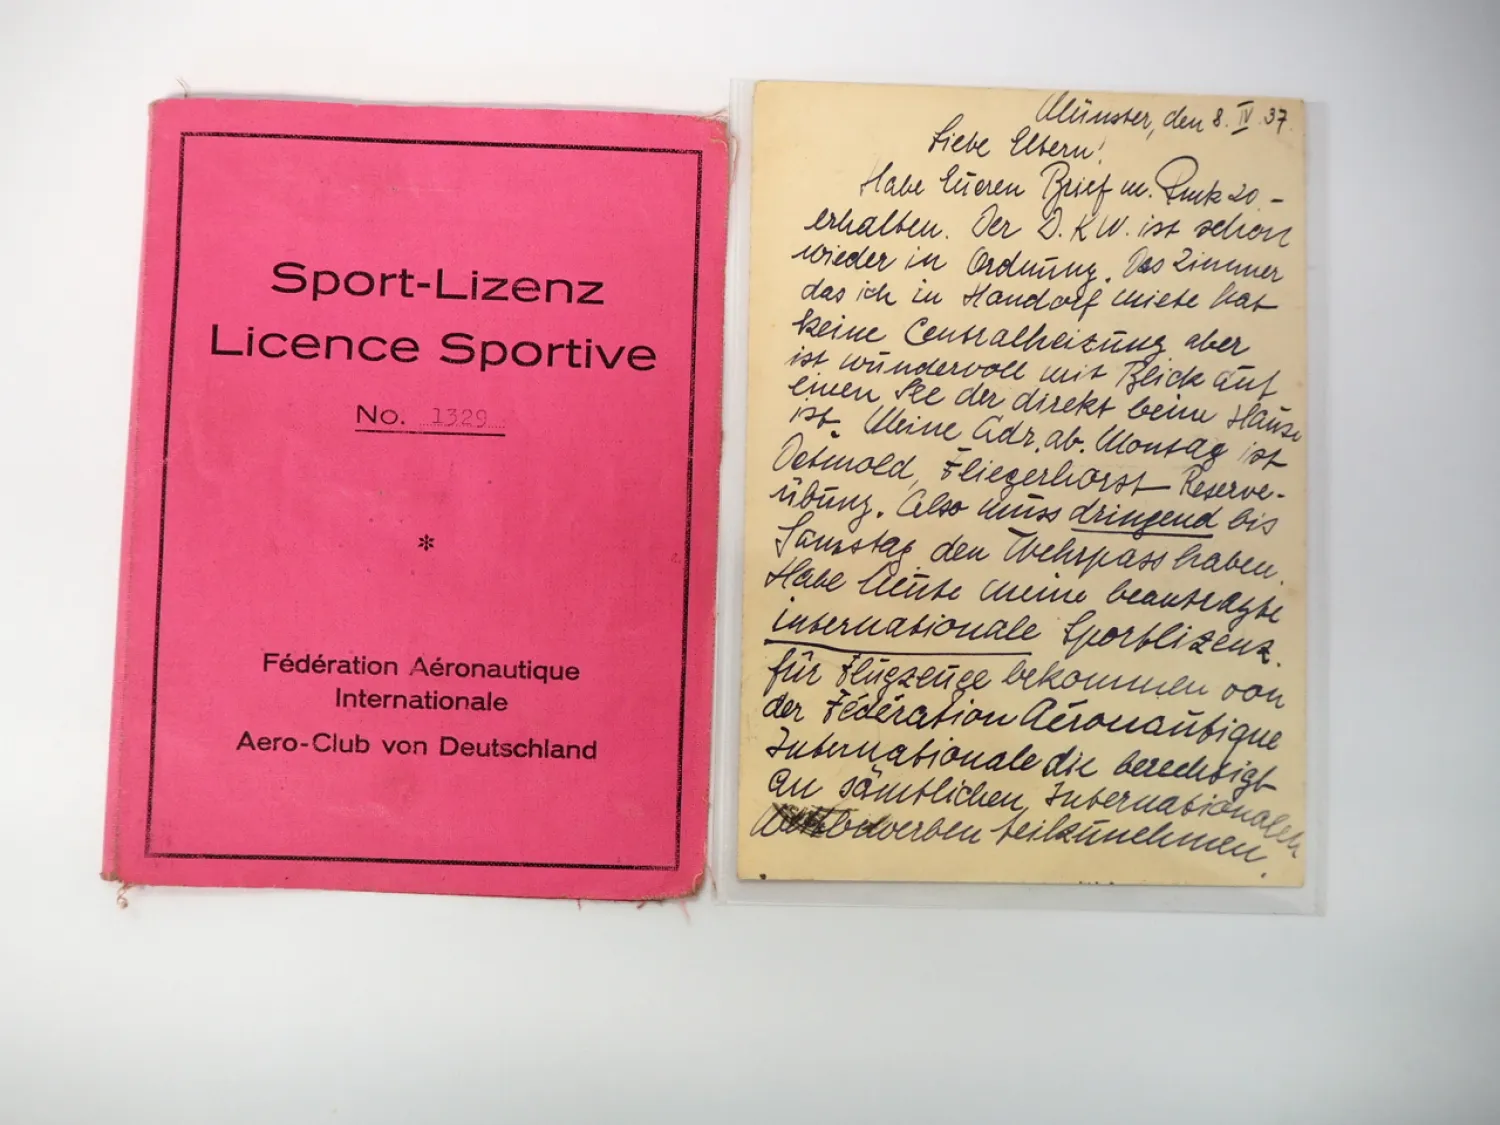 Sport-Lizenz
Licence Sportive
No. 1329
*
Fédération Aéronautique
Internationale
Aero-Club von Deutschland
Münster, den 8. IV. 37.
Liebe Eltern!
Habe Eueren Brief m. Rmk 20.-
erhalten. Der D.K.W. ist schon
wieder in Ordnung. Das Zimmer
das ich in Handorf miete hat
keine Centralheizung aber
ist wundervoll mit Blick auf
einen See der direkt beim Hause
ist. Meine Adr. ab. Montag ist
Detmold, Fliegerhorst Reserve-
übung. Also muss dringend bis
Samstag den Wehrpass haben.
Habe heute meine beantragte
internationale Sportlizenz.
für Flugzeuge bekommen von
der Fédération Aéronautique
Internationale die berechtigt
an sämtlichen Internationalen
Wettbewerben teilzunehmen.